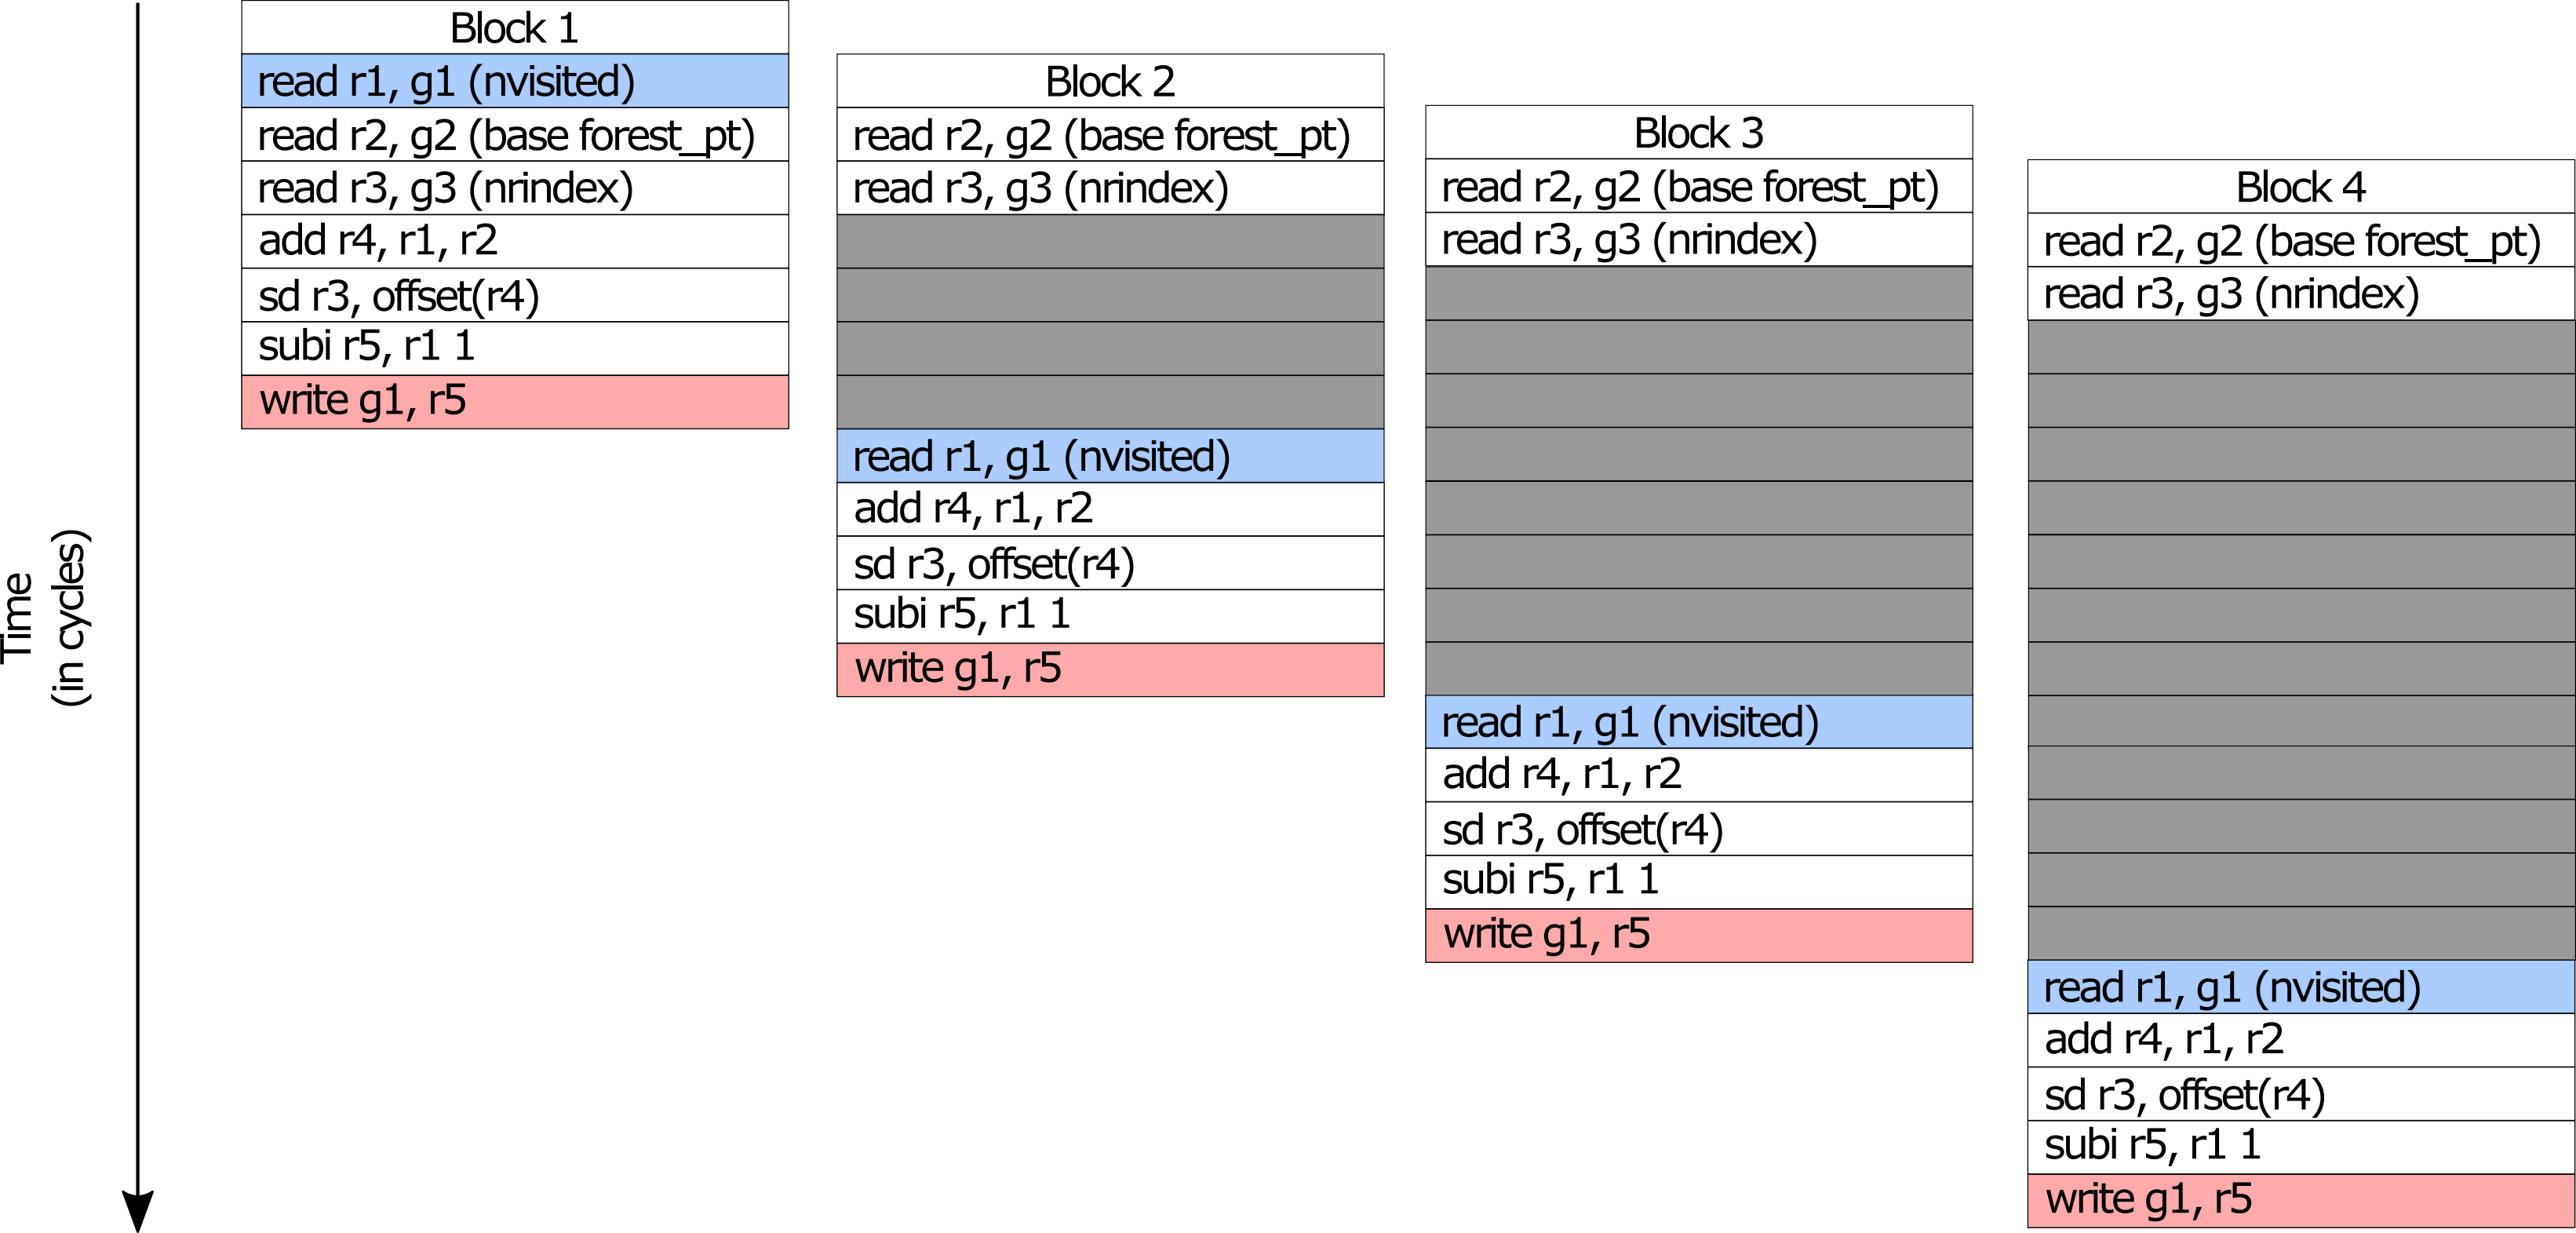 Time
(in cycles)
Block 1
read r1, g1 (nvisited)
read r2, g2 (base forest_pt)
read r3, g3 (nrindex)
add r4, r1, r2
sd r3, offset(r4)
subi r5, r1 1
write g1, r5
Block 2
read r2, g2 (base forest_pt)
read r3, g3 (nrindex)
read r1, g1 (nvisited)
add r4, r1, r2
sd r3, offset(r4)
subi r5, r1 1
write g1, r5
Block 3
read r2, g2 (base forest_pt)
read r3, g3 (nrindex)
read r1, g1 (nvisited)
add r4, r1, r2
sd r3, offset(r4)
subi r5, r1 1
write g1, r5
Block 4
read r2, g2 (base forest_pt)
read r3, g3 (nrindex)
read r1, g1 (nvisited)
add r4, r1, r2
sd r3, offset(r4)
subi r5, r1 1
write g1, r5